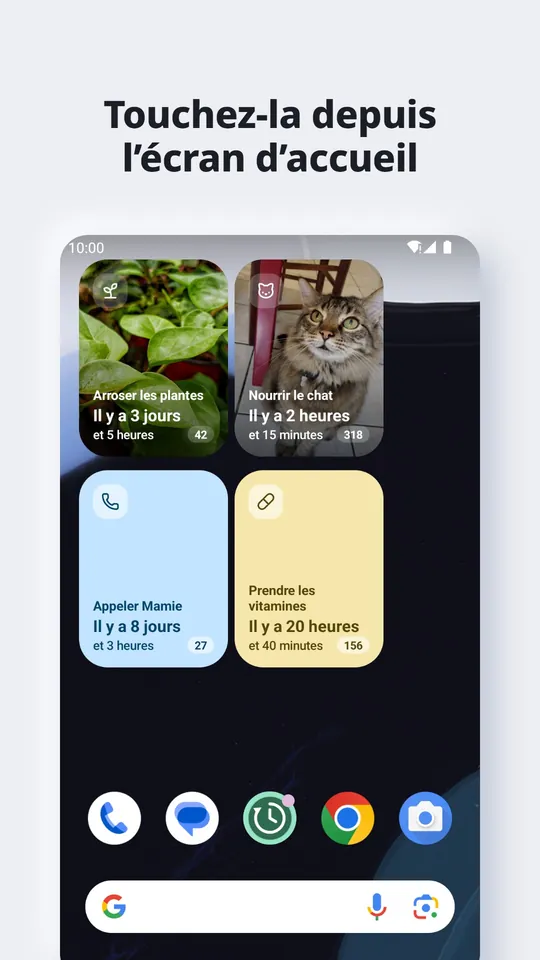 Touchez-la depuis
l’écran d’accueil
10:00
Arroser les plantes
Il y a 3 jours
et 5 heures
42
Nourrir le chat
Il y a 2 heures
et 15 minutes
318
Appeler Mamie
Il y a 8 jours
et 3 heures
27
Prendre les
vitamines
Il y a 20 heures
et 40 minutes
156